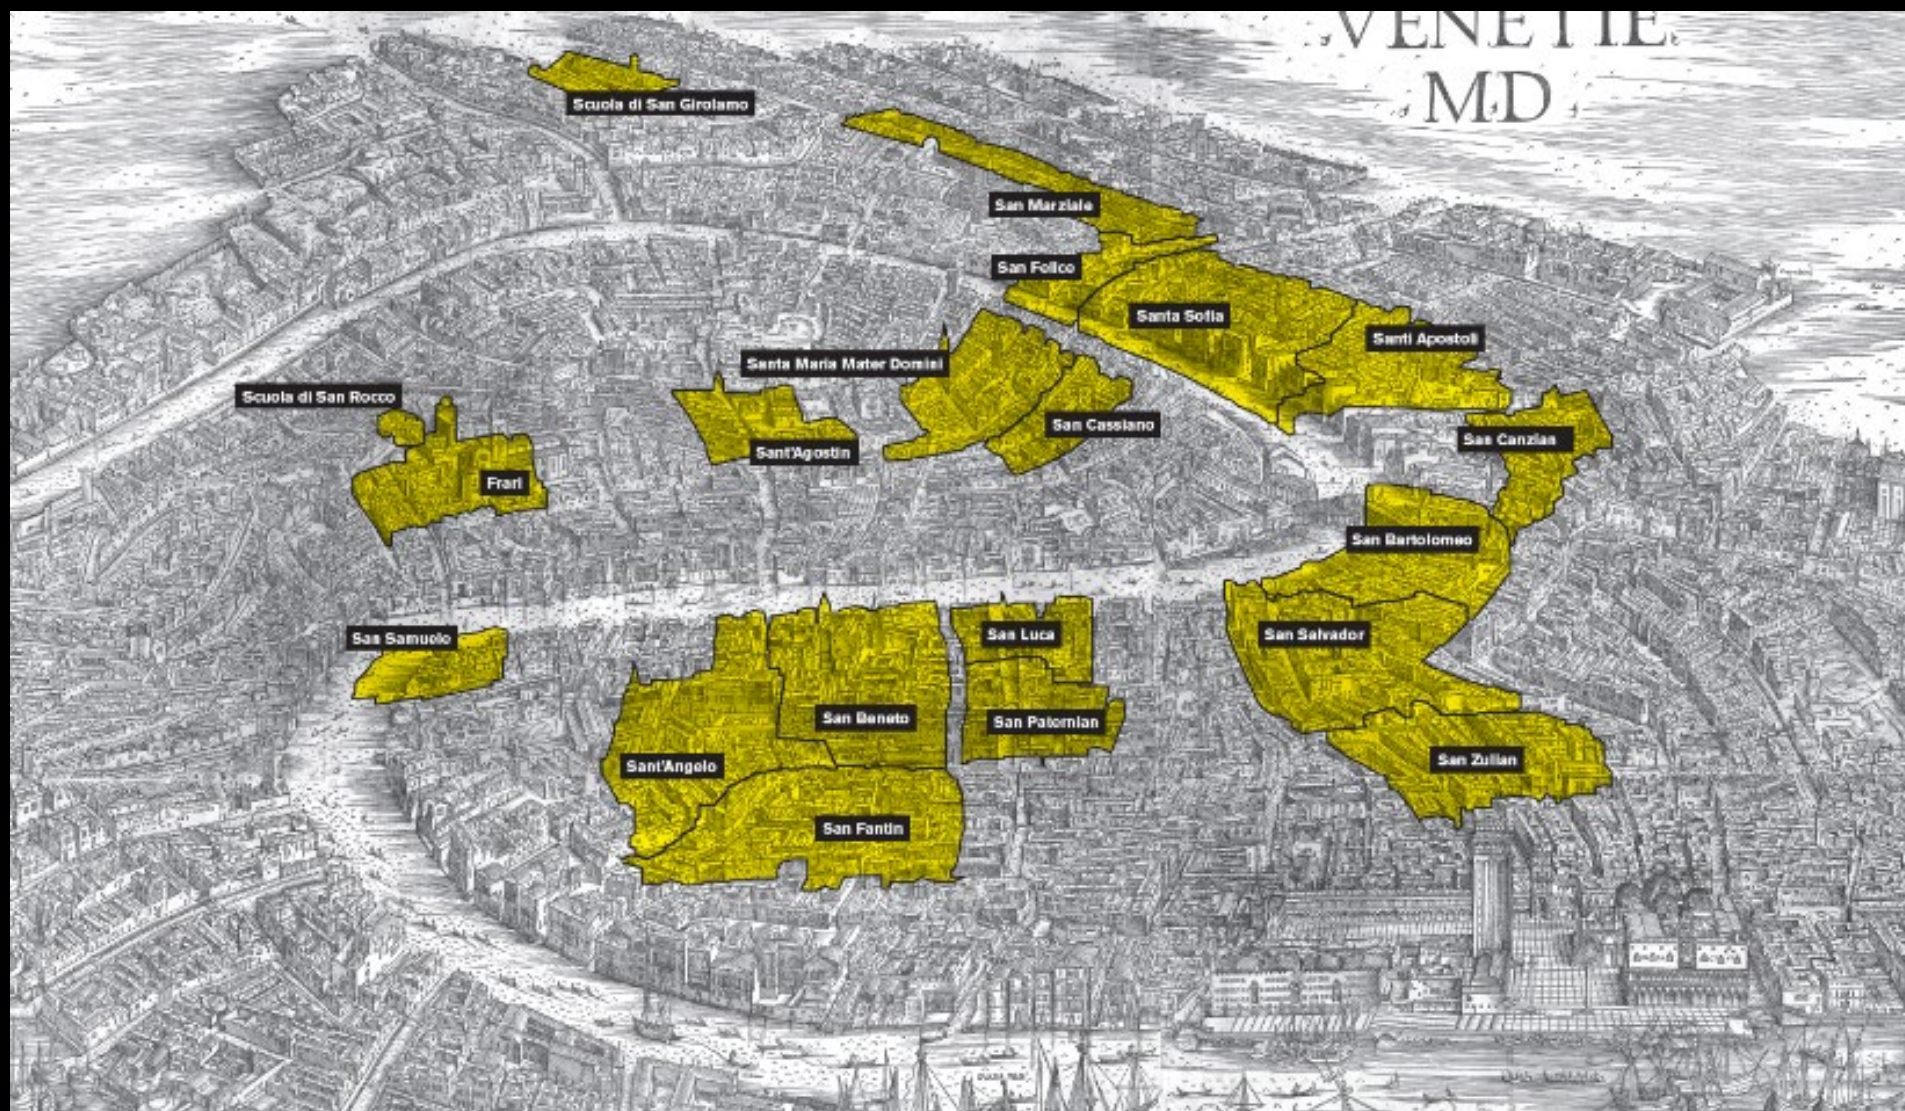 VENETIE
MD
Scuola di San Girolamo
San Marziale
San Felice
Santa Sofia
Santi Apostoli
Santa Maria Mater Domini
Scuola di San Rocco
San Cassiano
San Canzian
Sant'Agostin
Frari
San Bartolomeo
San Samuele
San Luca
San Salvador
San Beneto
San Paternian
Sant'Angelo
San Zulian
San Fantin